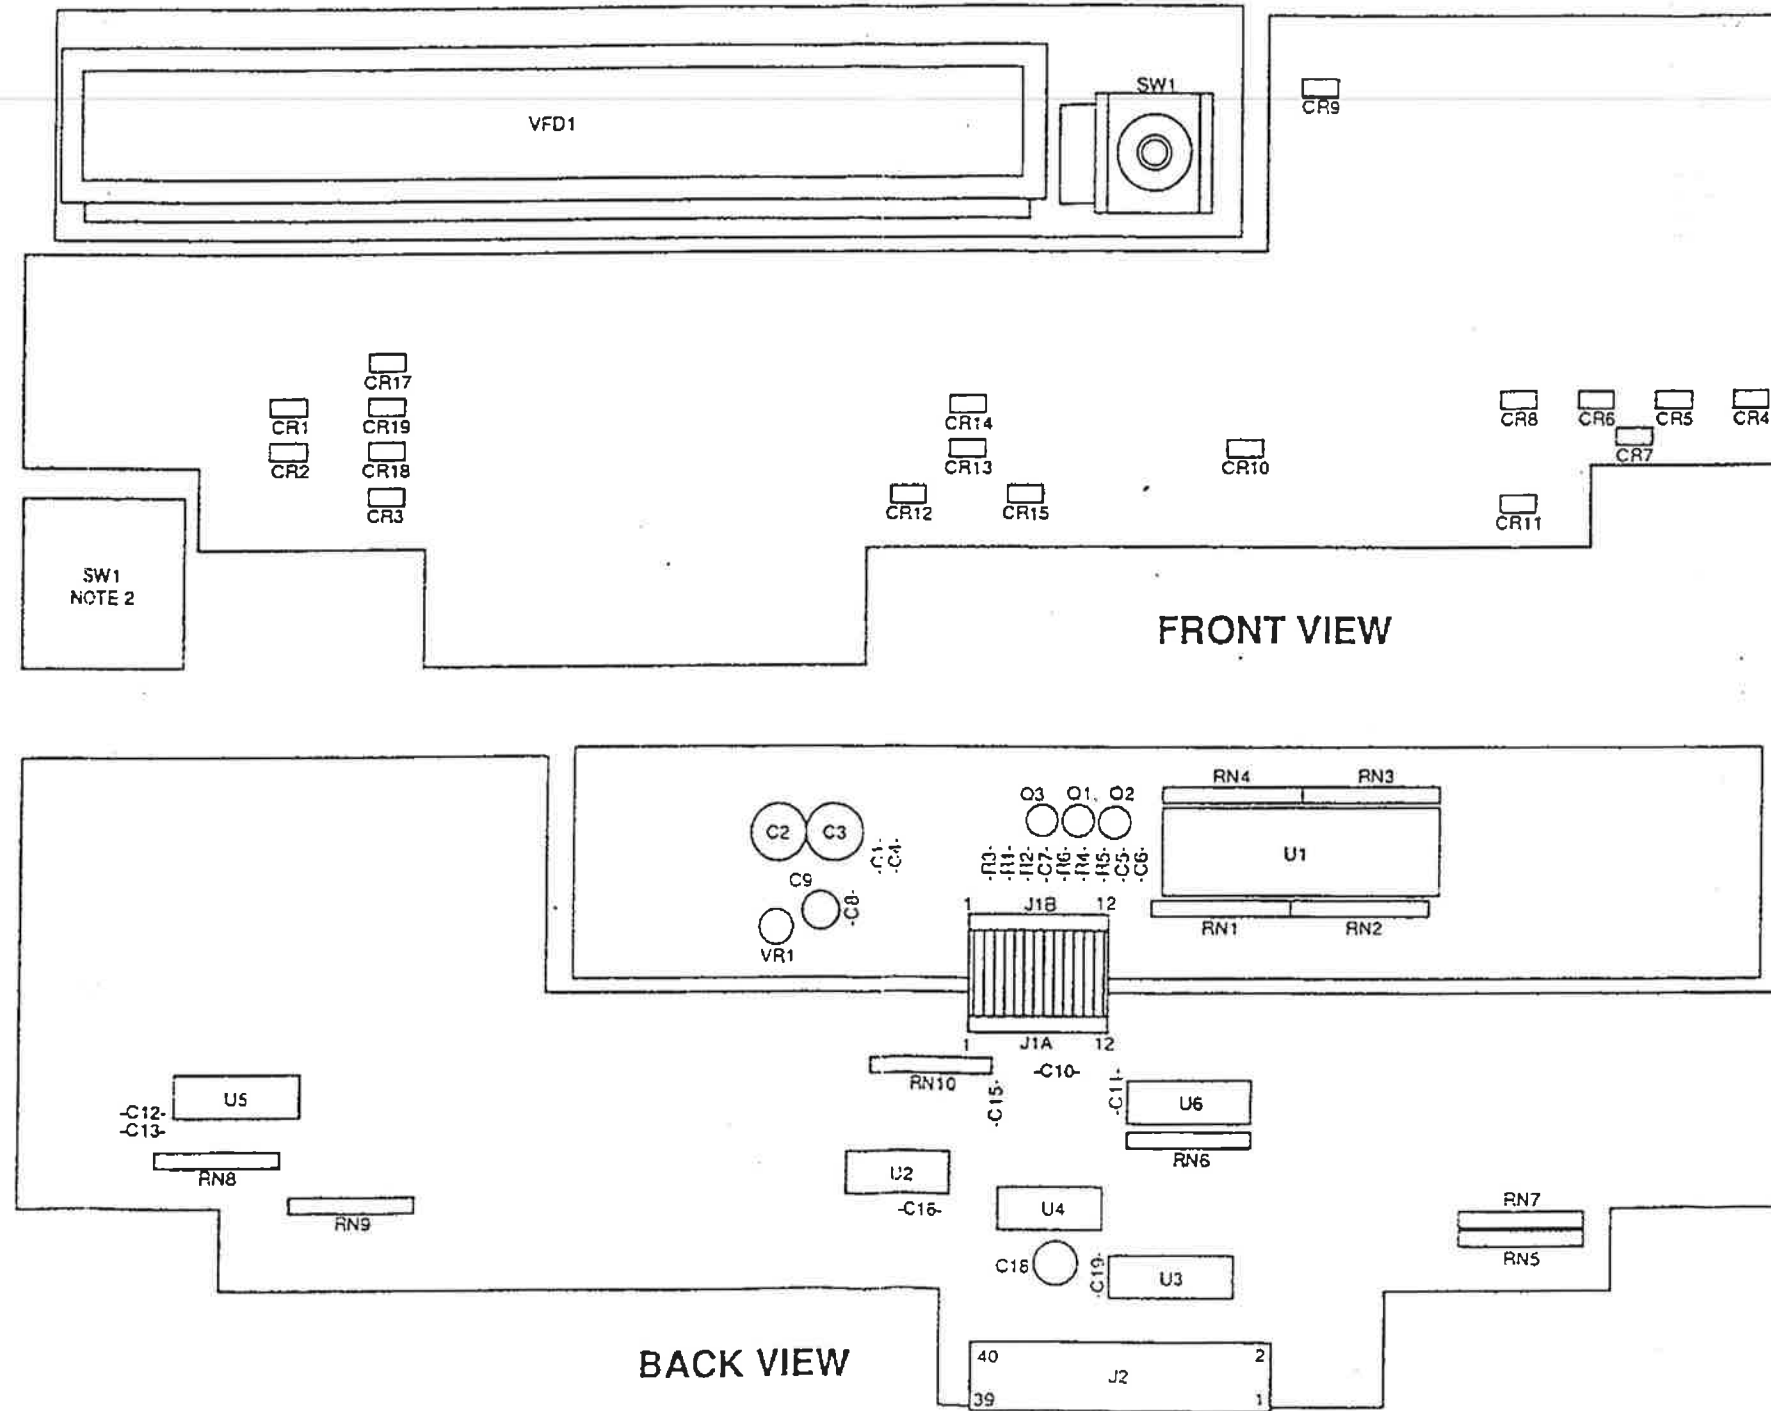 SW1
VFD1
CR9
CR17
CR1
CR19
CR14
CR8
CR6
CR5
CR4
CR2
CR18
CR13
CR10
CR7
CR3
CR12
CR15
CR11
SW1
NOTE 2
FRONT VIEW
RN4
RN3
Q3
Q1
Q2
C2
C3
-C1-
-C4-
-R3-
-R1-
-R2-
-C7-
-R6-
-R4-
-R5-
-C5-
-C6-
U1
C9
-C8-
1
J1B
12
RN1
RN2
VR1
1
J1A
12
RN10
-C10-
-C15-
-C11-
U6
U5
-C12-
-C13-
RN8
RN6
U2
-C16-
U4
RN9
RN7
RN5
C18
-C19-
U3
BACK VIEW
40
2
J2
39
1